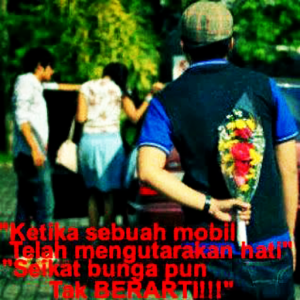 "Ketika sebuah mobil
Telah mengutarakan hati"
"Seikat bunga pun
Tak BERARTI!!!!"